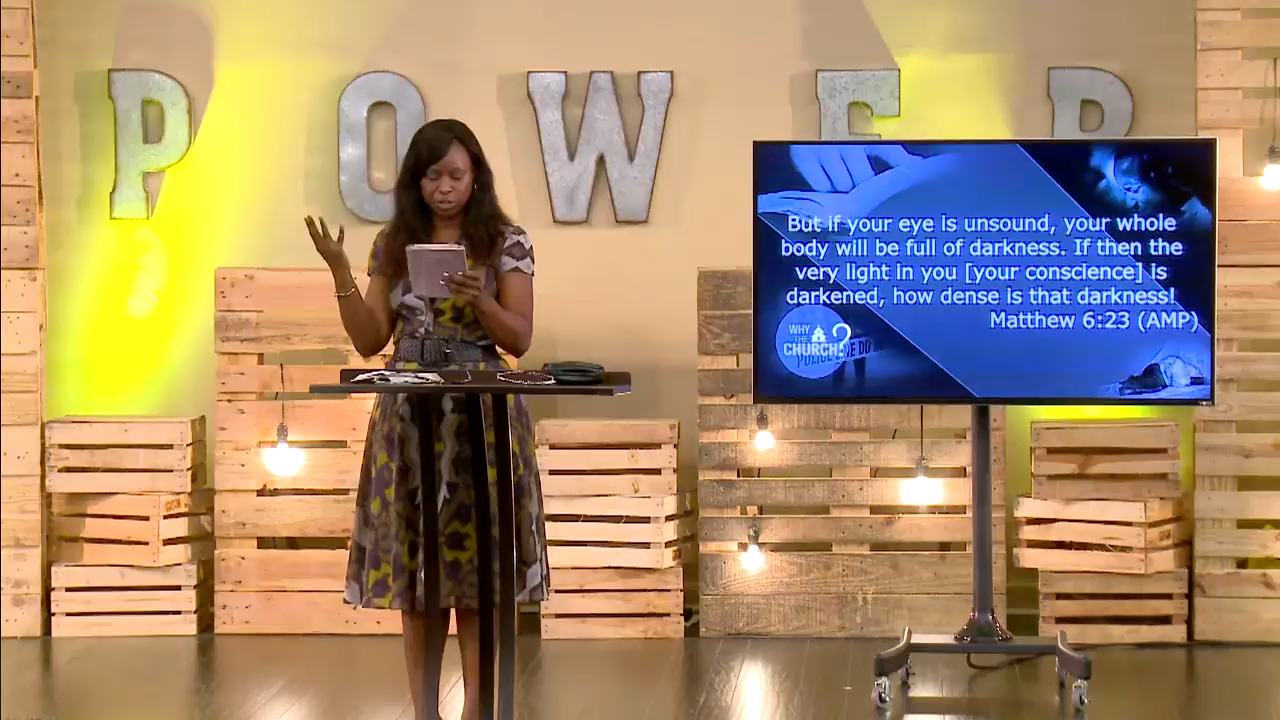 POWER
But if your eye is unsound, your whole
body will be full of darkness. If then the
very light in you [your conscience] is
darkened, how dense is that darkness!
Matthew 6:23 (AMP)
WHY
THE
CHURCH?